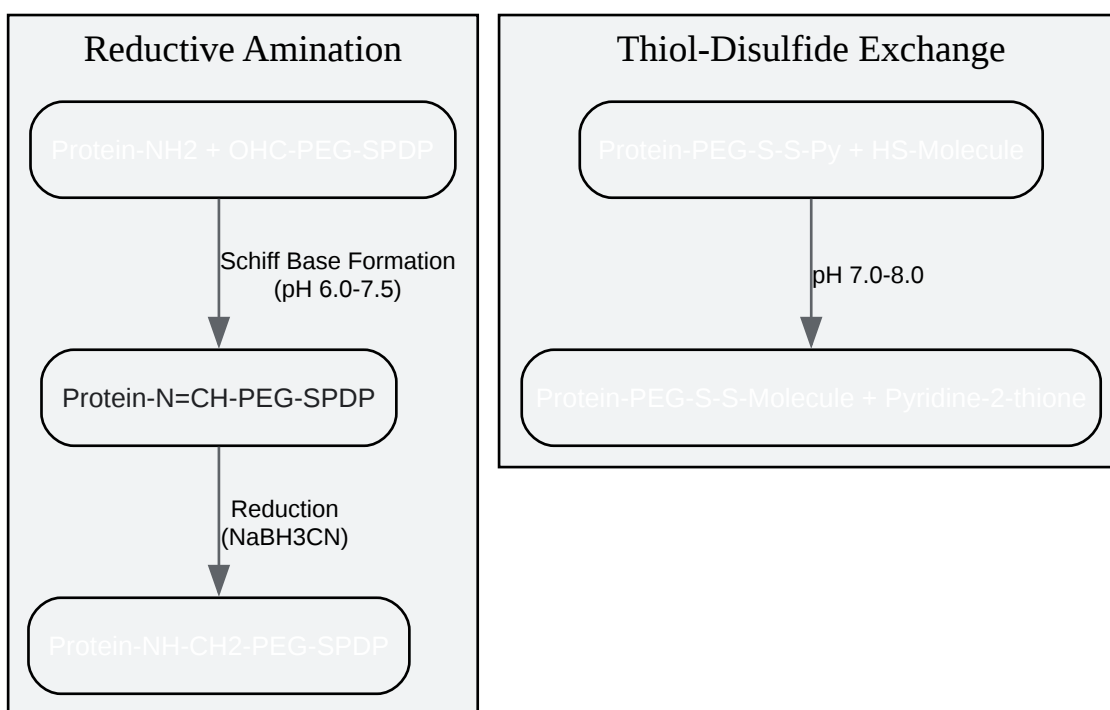 Reductive Amination
Protein-NH2 + OHC-PEG-SPDP
Schiff Base Formation
(pH 6.0-7.5)
Protein-N=CH-PEG-SPDP
Reduction
(NaBH3CN)
Protein-NH-CH2-PEG-SPDP
Thiol-Disulfide Exchange
Protein-PEG-S-S-Py + HS-Molecule
pH 7.0-8.0
Protein-PEG-S-S-Molecule + Pyridine-2-thione